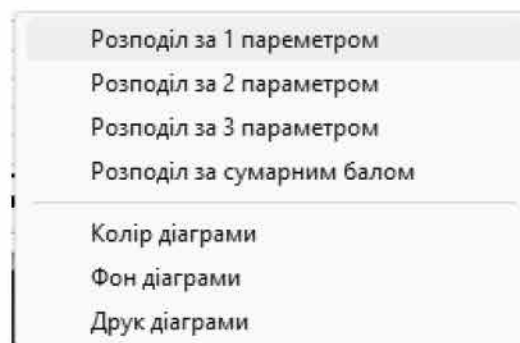 Розподіл за 1 пареметром
Розподіл за 2 параметром
Розподіл за 3 параметром
Розподіл за сумарним балом
Колір діаграми
Фон діаграми
Друк діаграми